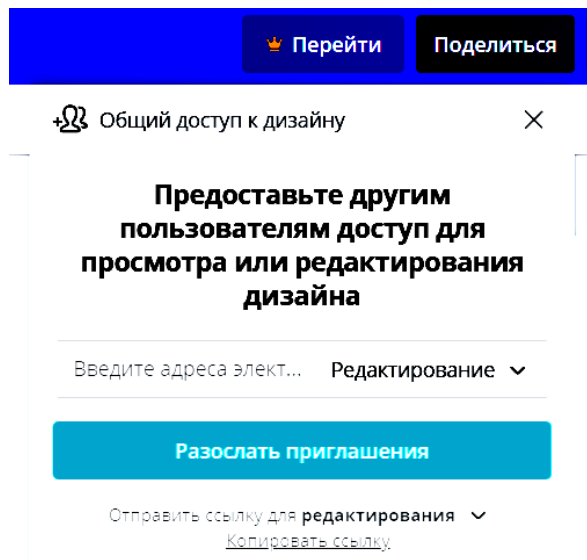 Перейти Поделиться
Общий доступ к дизайну
Предоставьте другим
пользователям доступ для
просмотра или редактирования
дизайна
Введите адреса элект... Редактирование
Разослать приглашения
Отправить ссылку для редактирования
Копировать ссылку